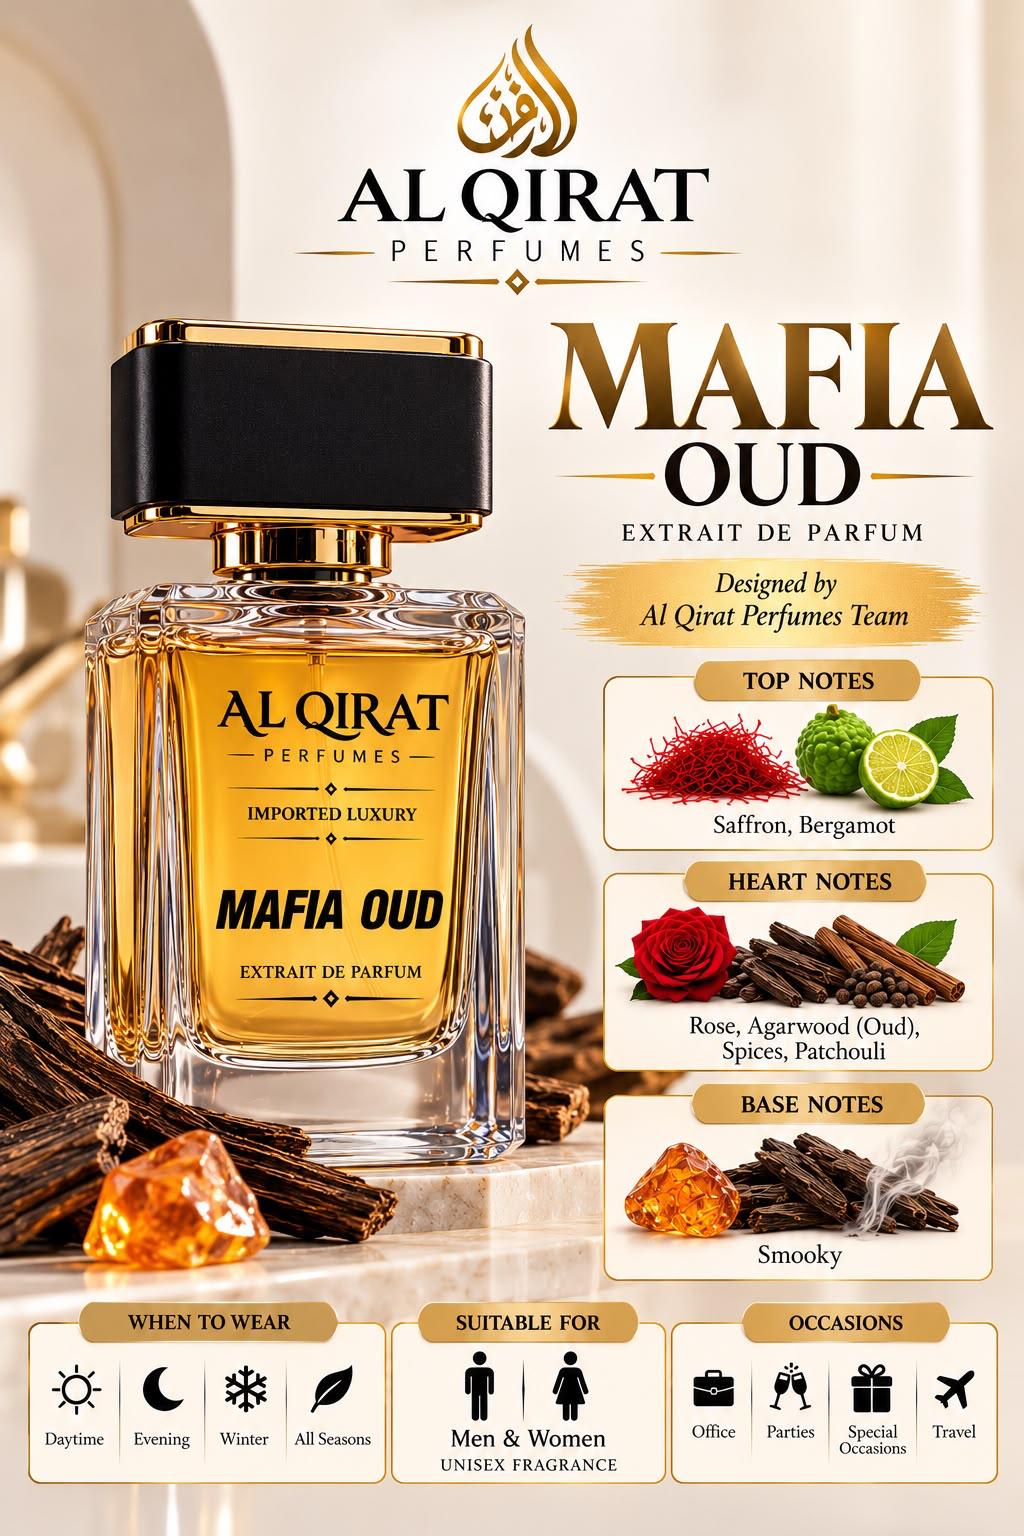 AL QIRAT
PERFUMES
MAFIA
OUD
EXTRAIT DE PARFUM
Designed by
Al Qirat Perfumes Team
AL QIRAT
PERFUMES
IMPORTED LUXURY
MAFIA OUD
EXTRAIT DE PARFUM
TOP NOTES
Saffron, Bergamot
HEART NOTES
Rose, Agarwood (Oud),
Spices, Patchouli
BASE NOTES
Smooky
WHEN TO WEAR
Daytime
Evening
Winter
All Seasons
SUITABLE FOR
Men & Women
UNISEX FRAGRANCE
OCCASIONS
Office
Parties
Special
Occasions
Travel